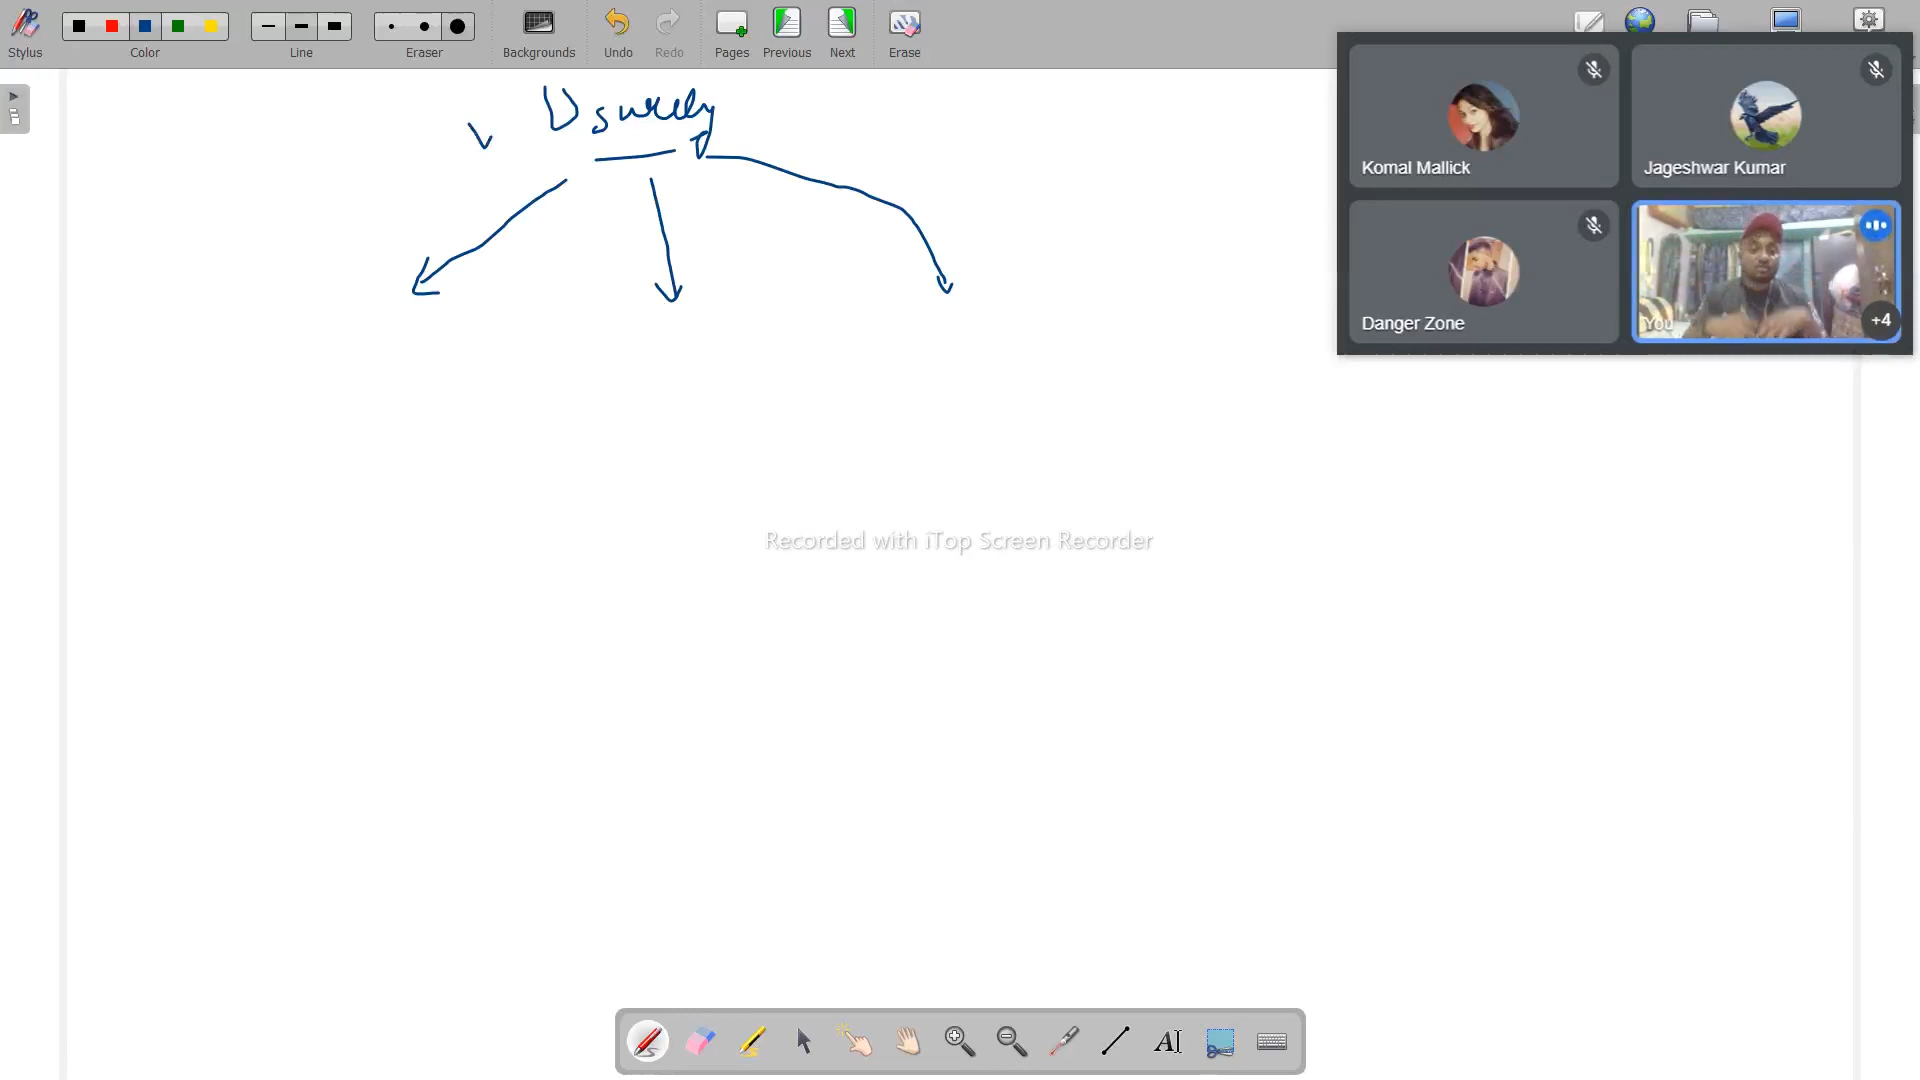 Stylus Color Line Eraser Backgrounds Undo Redo Pages Previous Next Erase
Komal Mallick
Jageshwar Kumar
Danger Zone
You
+4
Recorded with iTop Screen Recorder